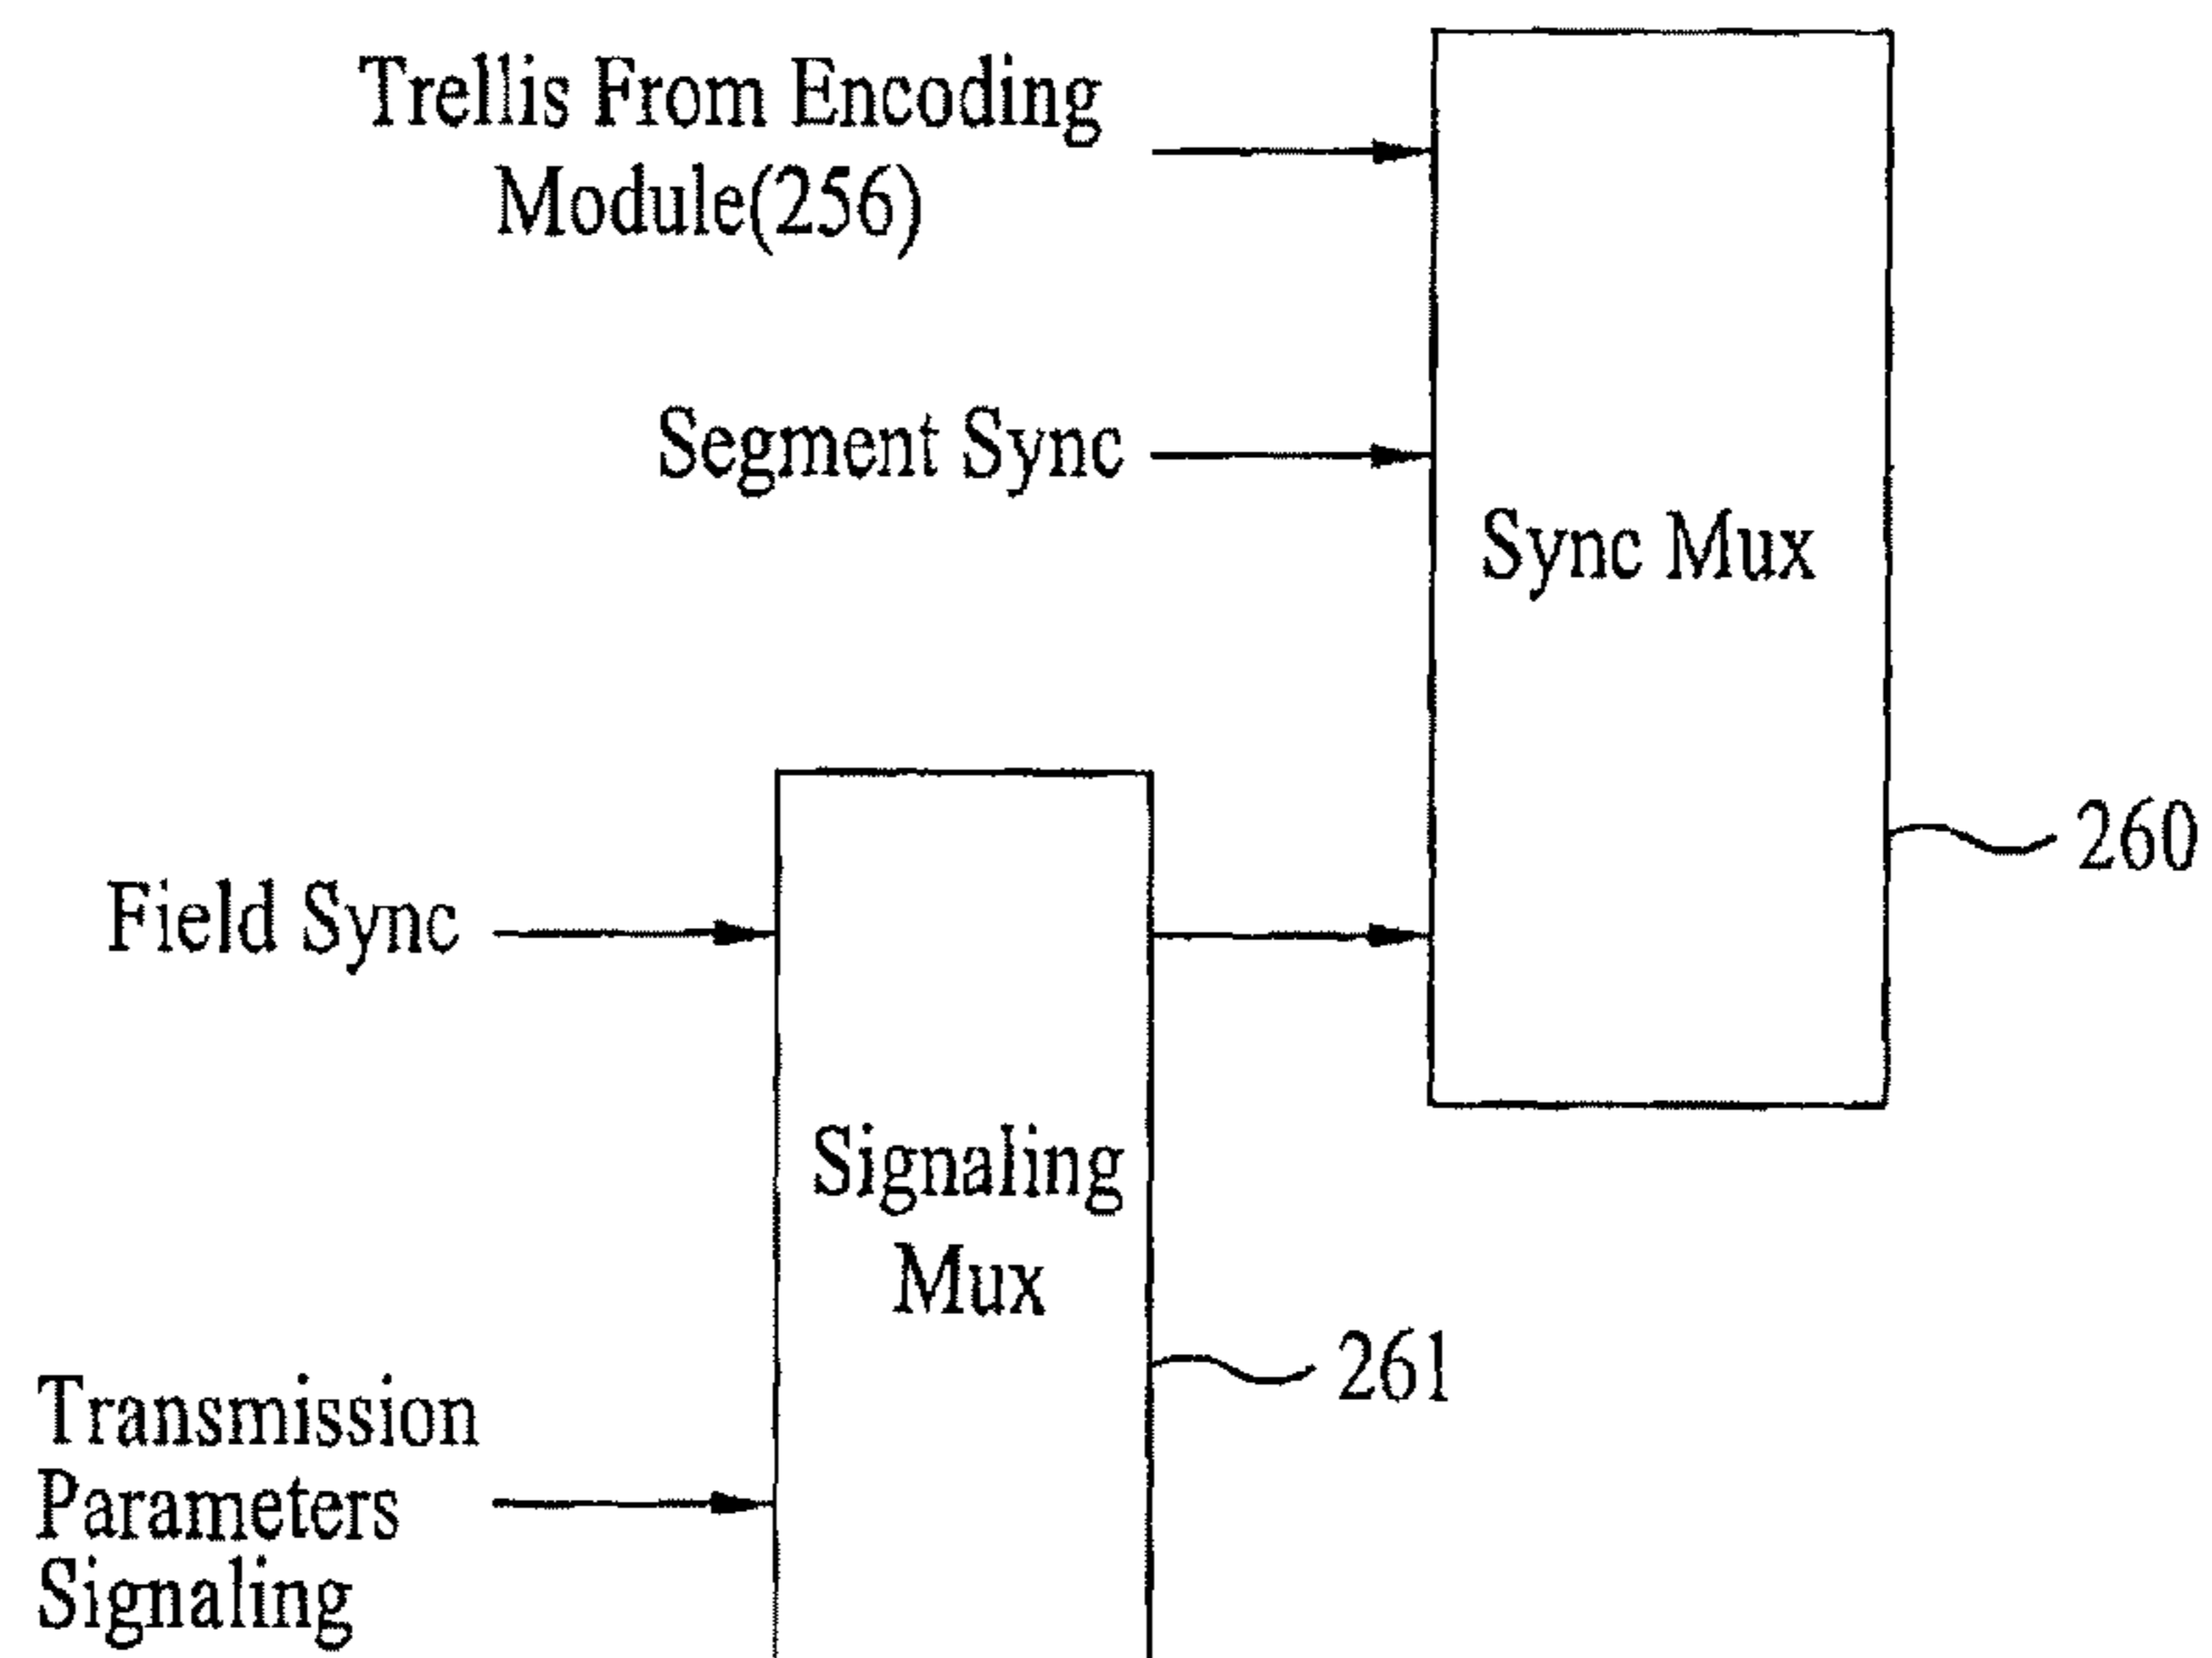 Trellis From Encoding
Module(256)
Segment Sync
Sync Mux
260
Field Sync
Signaling
Mux
261
Transmission
Parameters
Signaling